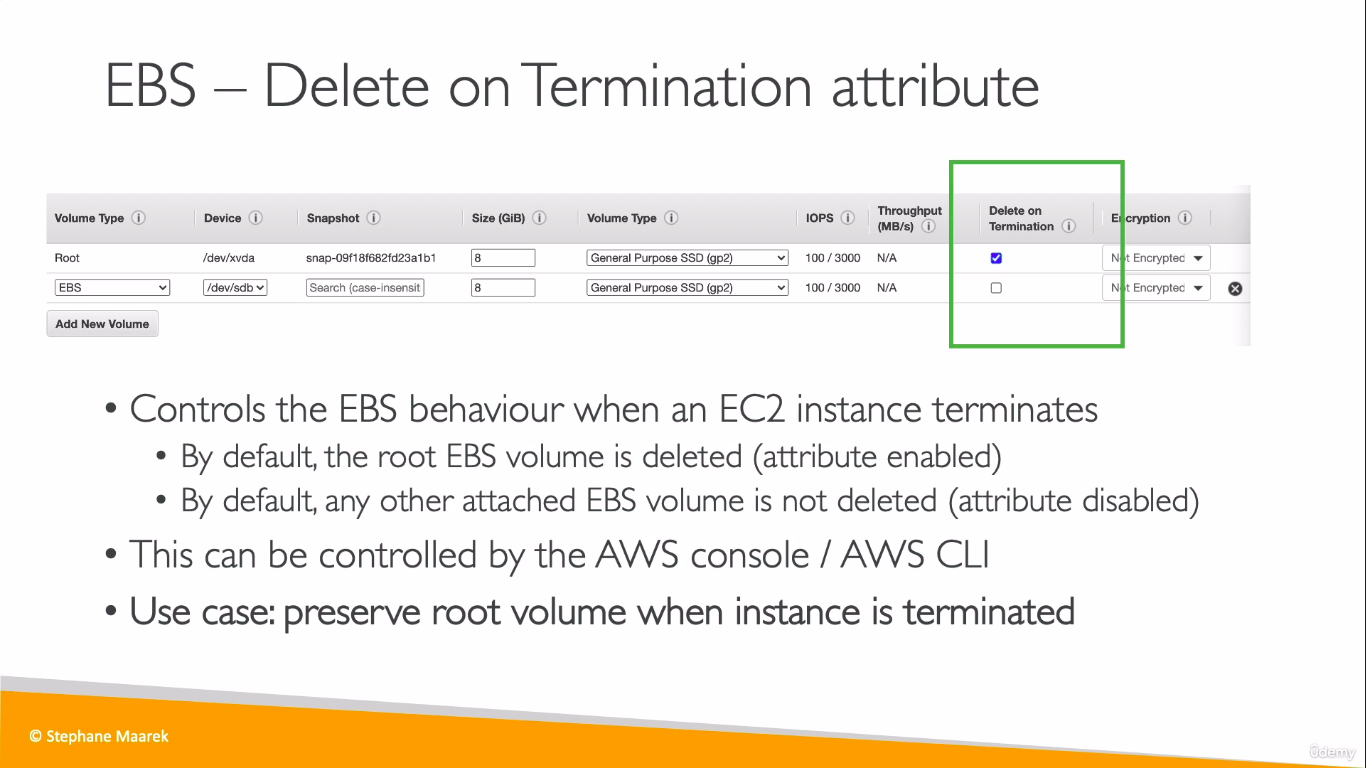 EBS – Delete on Termination attribute
Volume Type Device Snapshot Size (GiB) Volume Type IOPS Throughput (MB/s) Delete on Termination Encryption
Root /dev/xvda snap-09f18f682fd23a1b1 8 General Purpose SSD (gp2) 100 / 3000 N/A Not Encrypted
EBS /dev/sdb Search (case-insensit 8 General Purpose SSD (gp2) 100 / 3000 N/A Not Encrypted
Add New Volume
• Controls the EBS behaviour when an EC2 instance terminates
• By default, the root EBS volume is deleted (attribute enabled)
• By default, any other attached EBS volume is not deleted (attribute disabled)
• This can be controlled by the AWS console / AWS CLI
• Use case: preserve root volume when instance is terminated
© Stephane Maarek
ûdemy